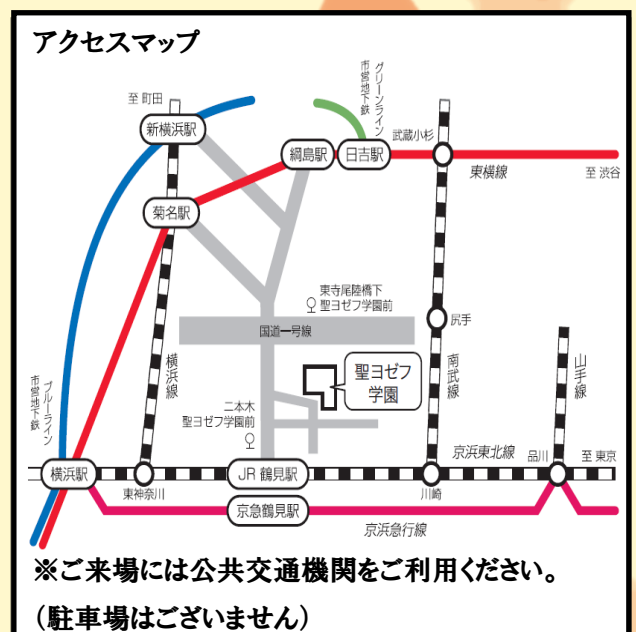 アクセスマップ
至 町田
新横浜駅
グリーンライン
市営地下鉄
綱島駅
日吉駅
武蔵小杉
東横線
至 渋谷
菊名駅
東寺尾陸橋下
聖ヨゼフ学園前
国道一号線
尻手
横浜線
聖ヨゼフ
学園
南武線
山手線
ブルーライン
市営地下鉄
二本木
聖ヨゼフ学園前
京浜東北線
品川
至 東京
横浜駅
東神奈川
JR 鶴見駅
川崎
京急鶴見駅
京浜急行線
※ご来場には公共交通機関をご利用ください。
（駐車場はございません）